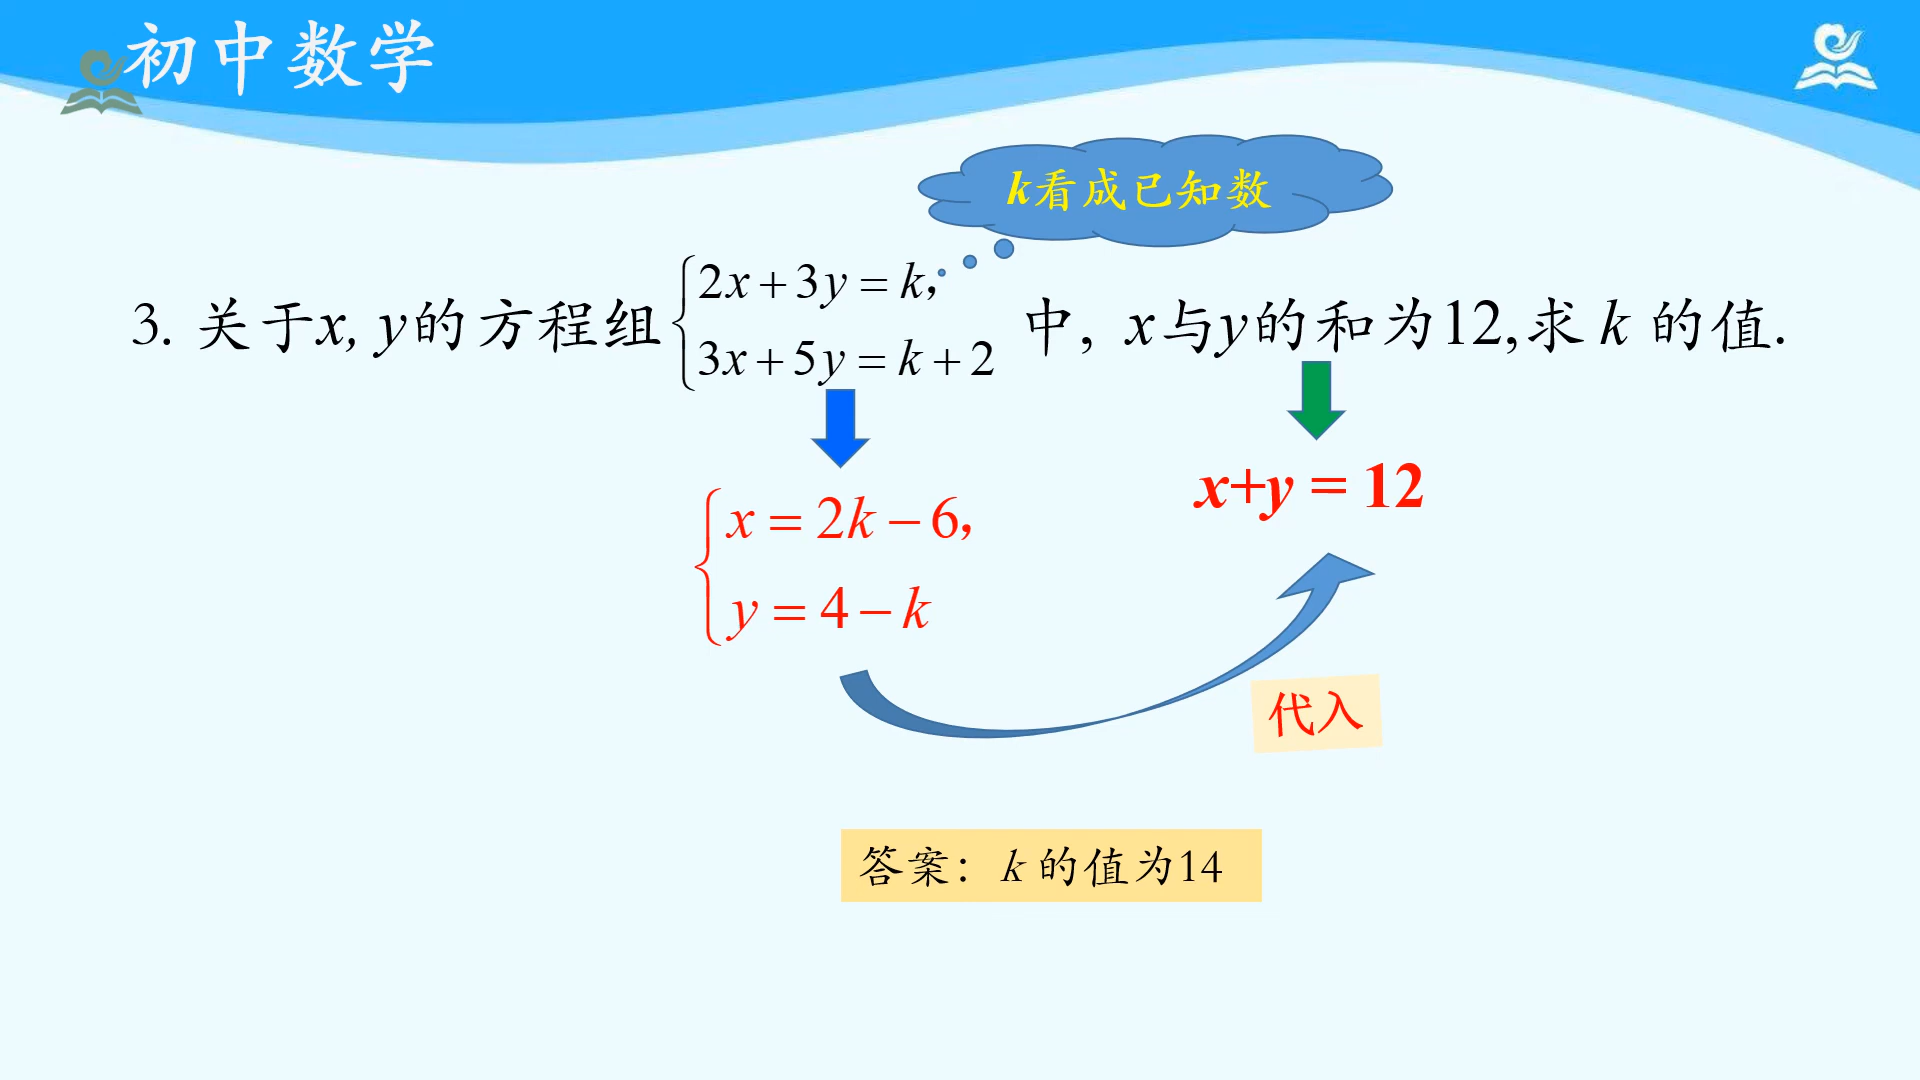 初中数学
k看成已知数
3. 关于x, y的方程组 { 2x+3y=k, 3x+5y=k+2 中, x与y的和为12,求 k 的值.
x=2k−6,
y=4−k
x+y = 12
代入
答案：k 的值为14